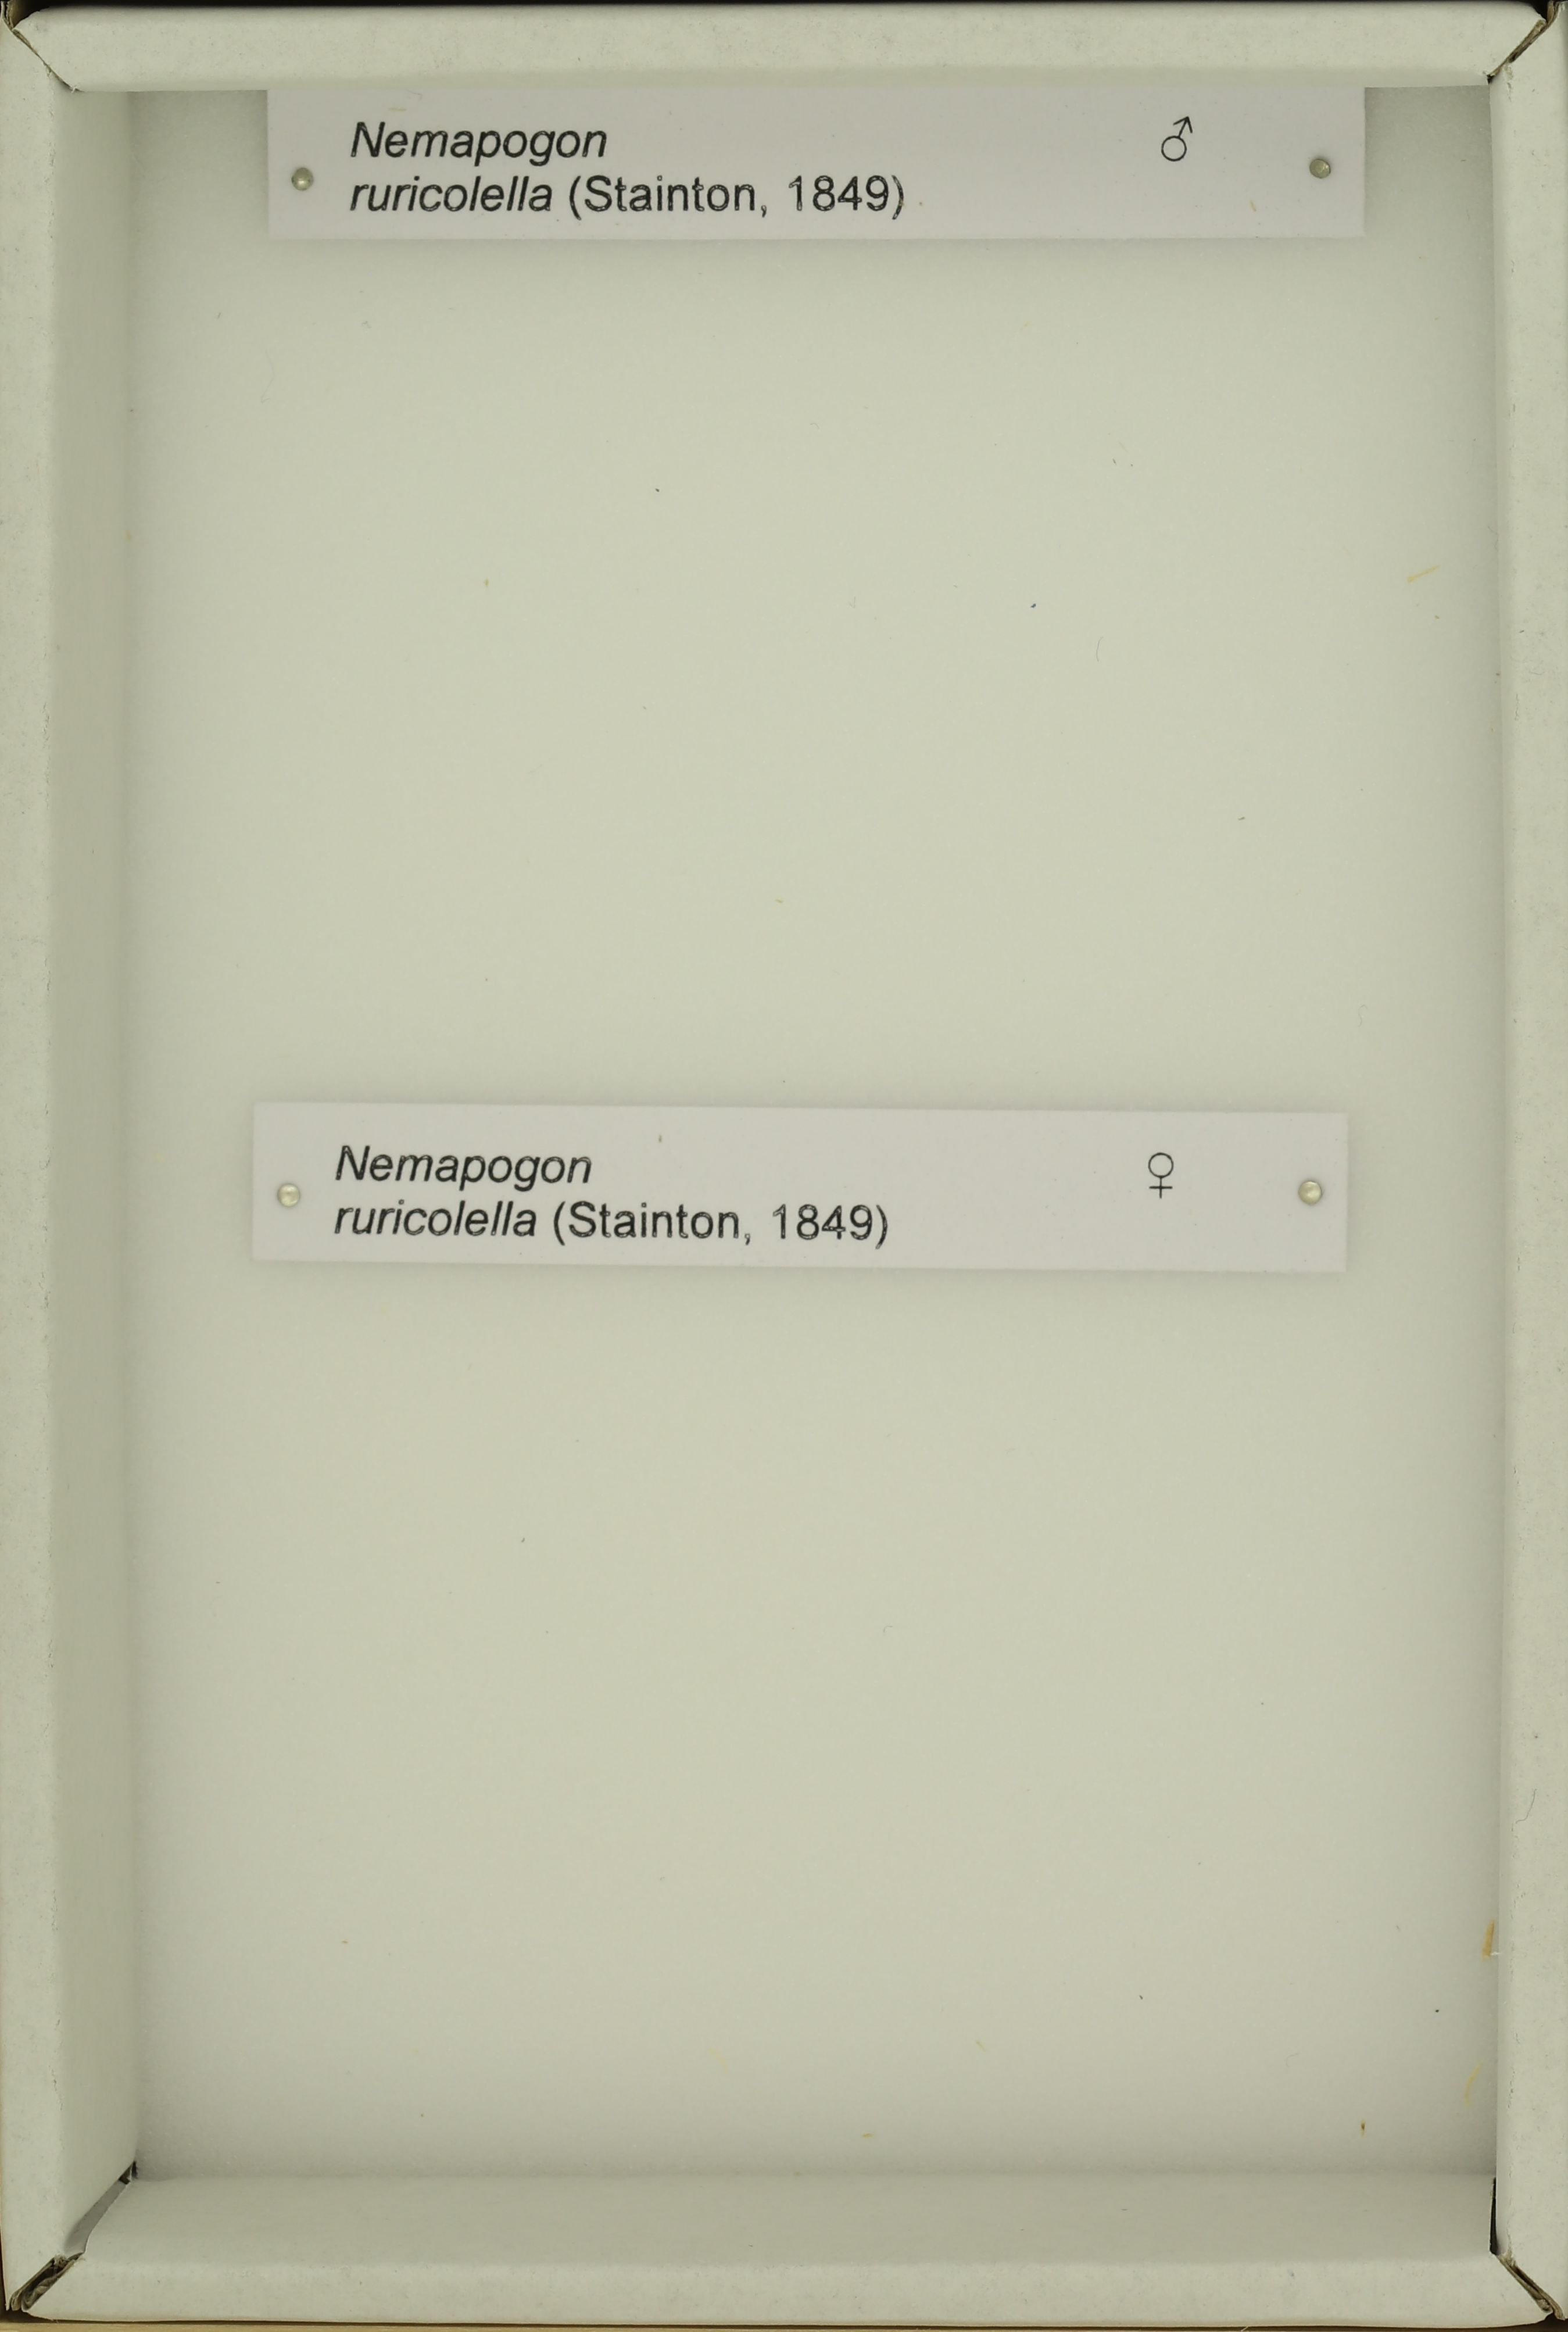 Nemapogon ♂
ruricolella (Stainton, 1849)
Nemapogon ♀
ruricolella (Stainton, 1849)